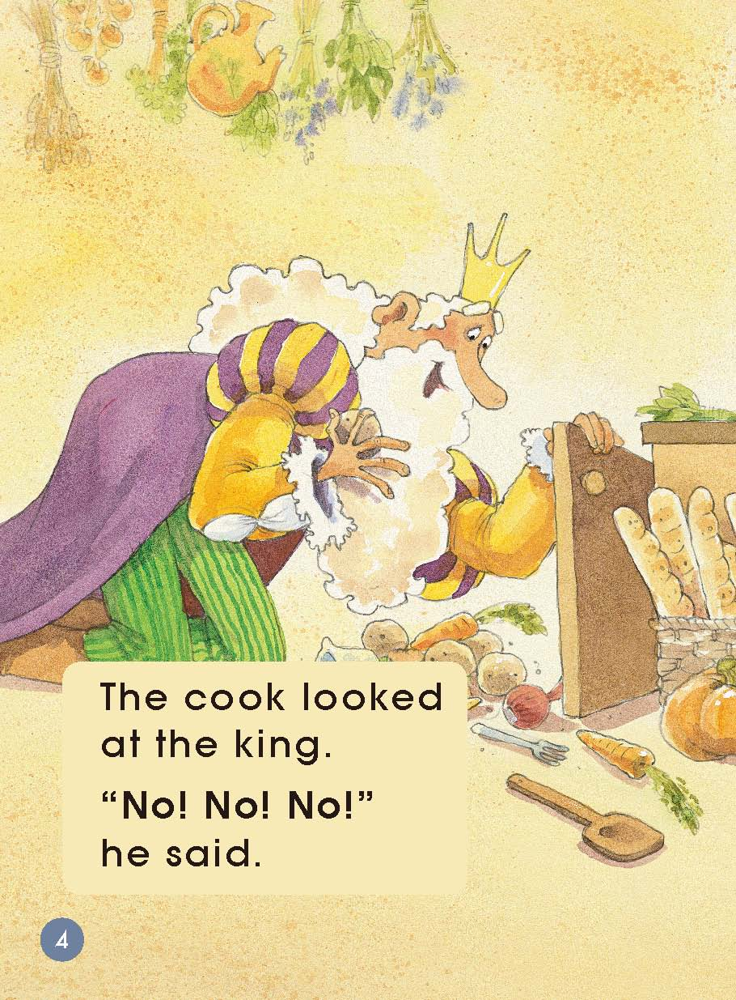 The cook looked
at the king.
“No! No! No!”
he said.
4